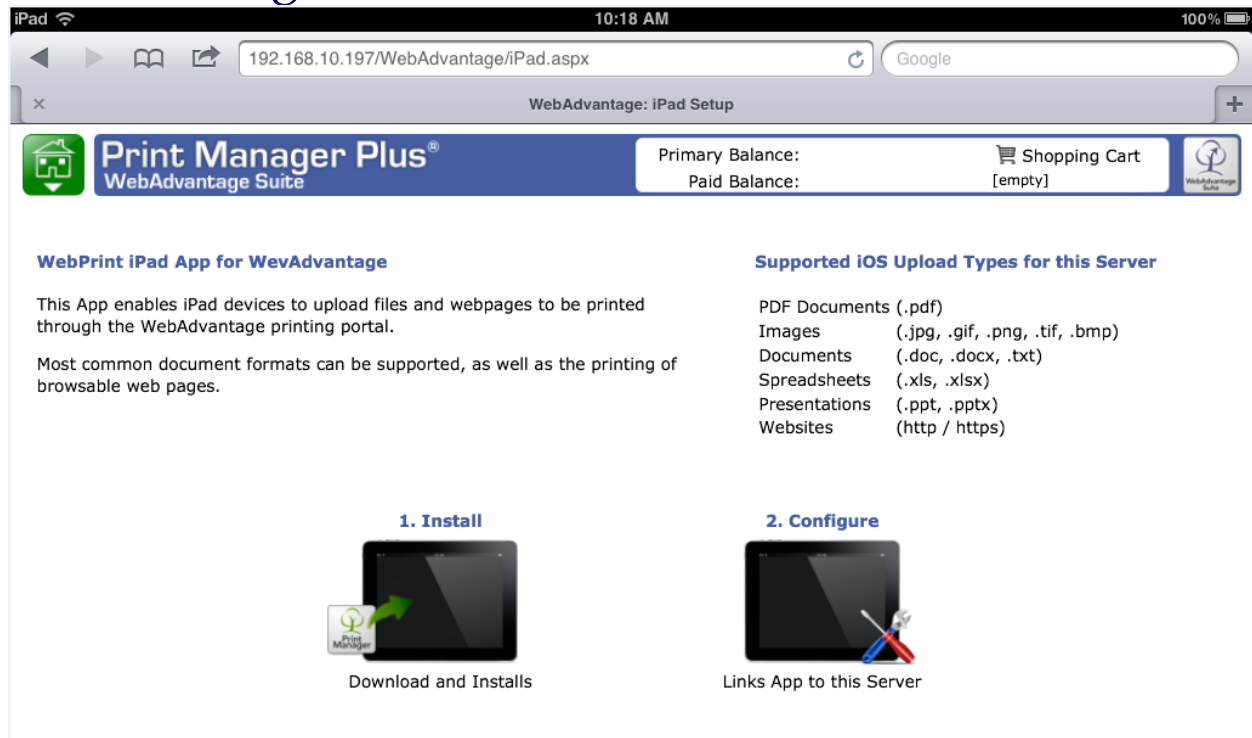 iPad 10:18 AM 100%
192.168.10.197/WebAdvantage/iPad.aspx Google
WebAdvantage: iPad Setup
Print Manager Plus®
WebAdvantage Suite
Primary Balance:
Paid Balance:
Shopping Cart
[empty]
WebAdvantage
Suite
WebPrint iPad App for WevAdvantage
This App enables iPad devices to upload files and webpages to be printed
through the WebAdvantage printing portal.
Most common document formats can be supported, as well as the printing of
browsable web pages.
Supported iOS Upload Types for this Server
PDF Documents (.pdf)
Images (.jpg, .gif, .png, .tif, .bmp)
Documents (.doc, .docx, .txt)
Spreadsheets (.xls, .xlsx)
Presentations (.ppt, .pptx)
Websites (http / https)
1. Install
Print
Manager
Download and Installs
2. Configure
Links App to this Server